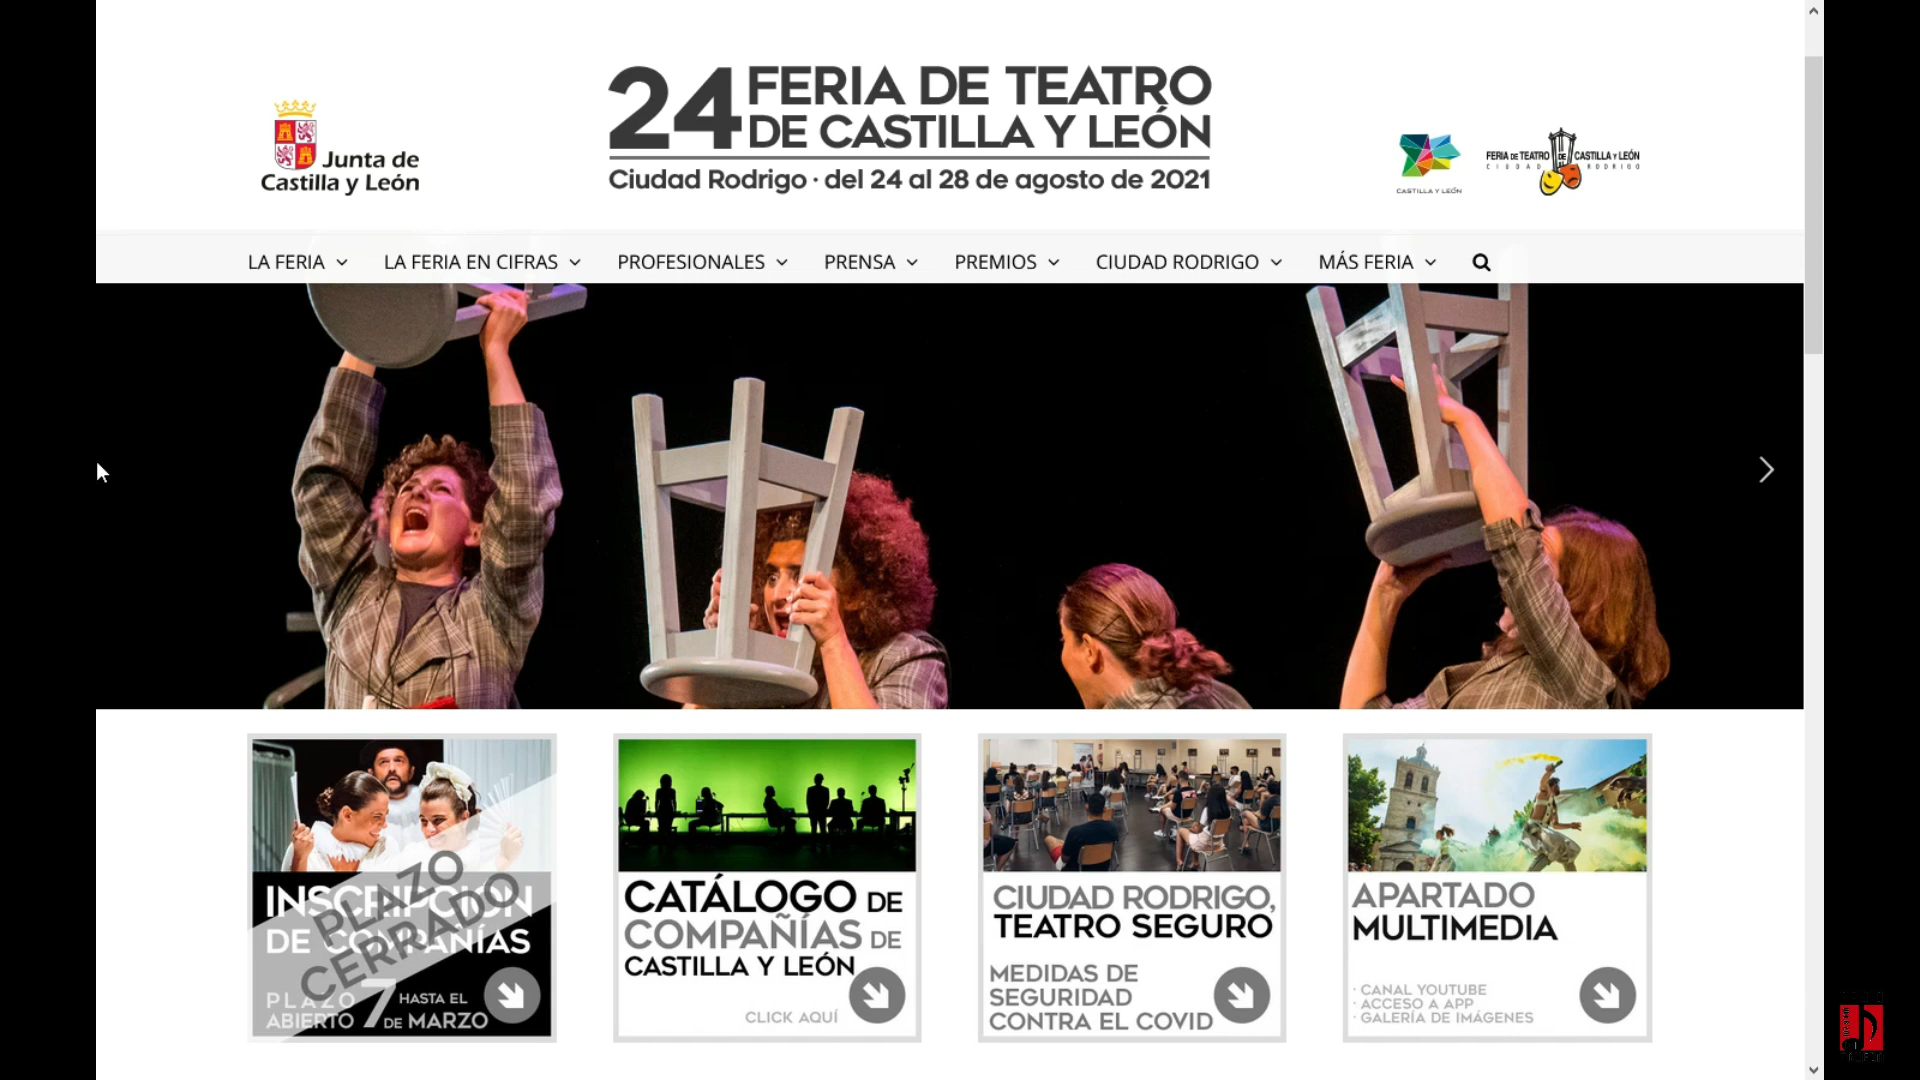 24 FERIA DE TEATRO
DE CASTILLA Y LEÓN
Ciudad Rodrigo · del 24 al 28 de agosto de 2021
Junta de
Castilla y León
CASTILLA Y LEÓN
FERIA DE TEATRO DE CASTILLA Y LEÓN
CIUDAD RODRIGO
LA FERIA
LA FERIA EN CIFRAS
PROFESIONALES
PRENSA
PREMIOS
CIUDAD RODRIGO
MÁS FERIA
INSCRIPCIÓN
DE COMPAÑÍAS
PLAZO
CERRADO
PLAZO
ABIERTO
7
HASTA EL
DE MARZO
CATÁLOGO DE
COMPAÑÍAS DE
CASTILLA Y LEÓN
CLICK AQUÍ
CIUDAD RODRIGO,
TEATRO SEGURO
MEDIDAS DE
SEGURIDAD
CONTRA EL COVID
APARTADO
MULTIMEDIA
· CANAL YOUTUBE
· ACCESO A APP
· GALERÍA DE IMÁGENES